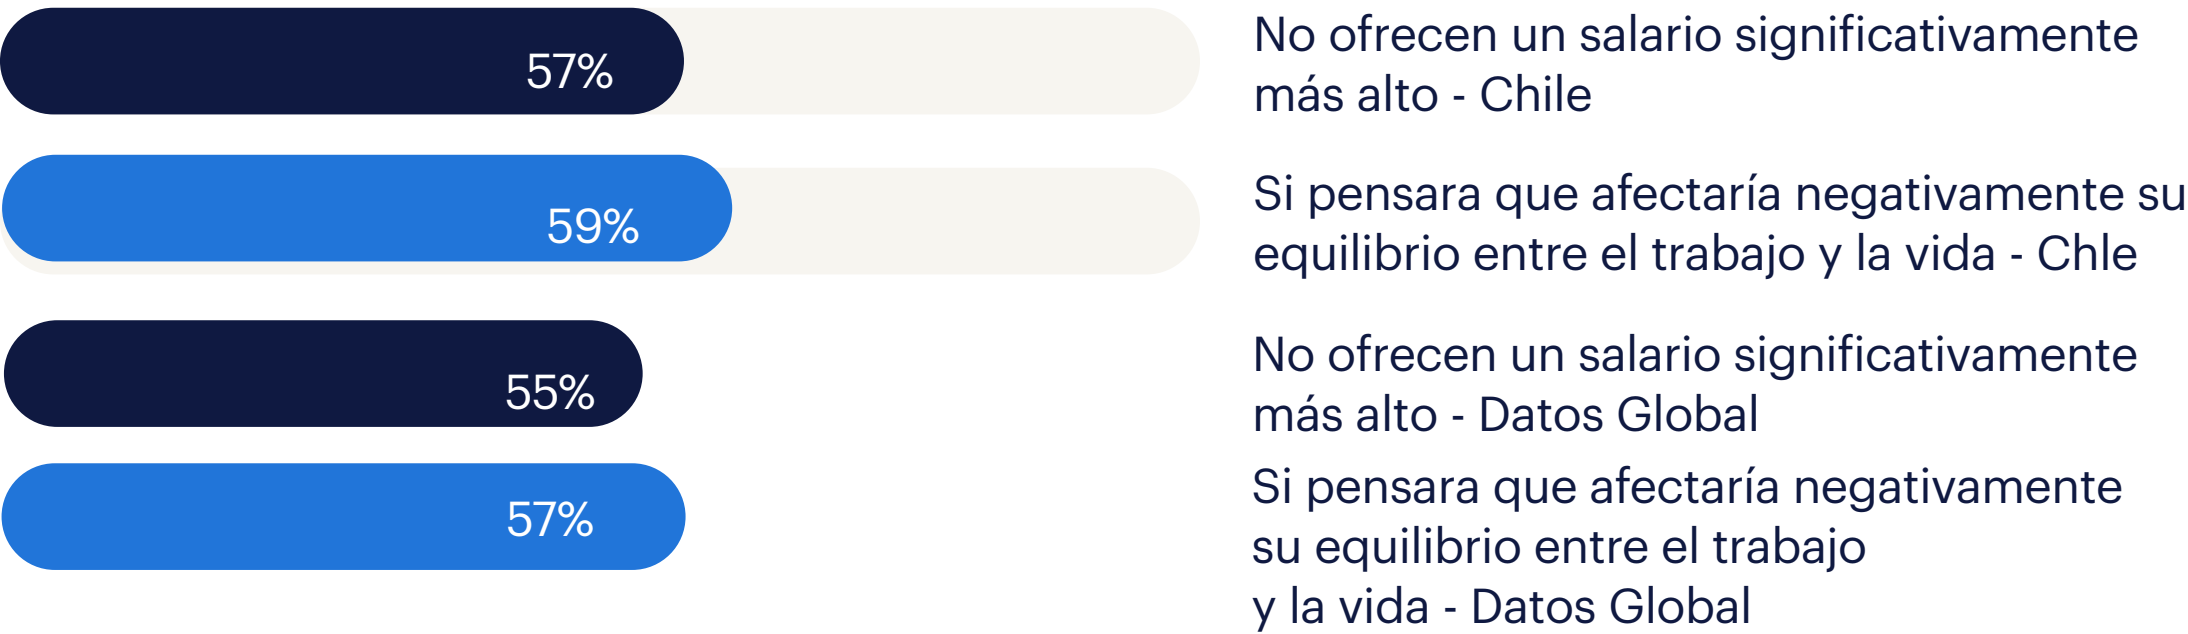 57%
No ofrecen un salario significativamente
más alto - Chile
59%
Si pensara que afectaría negativamente su
equilibrio entre el trabajo y la vida - Chle
55%
No ofrecen un salario significativamente
más alto - Datos Global
57%
Si pensara que afectaría negativamente
su equilibrio entre el trabajo
y la vida - Datos Global